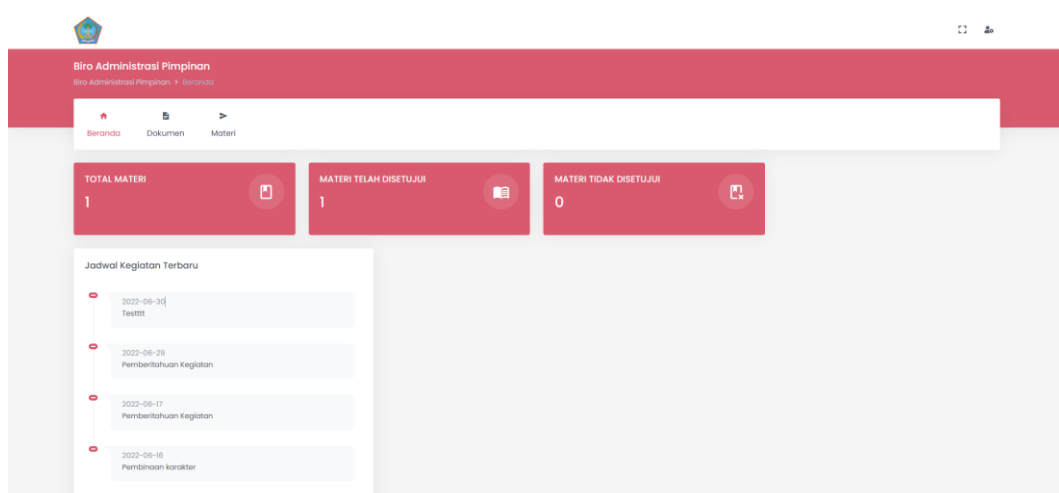 Biro Administrasi Pimpinan
Biro Administrasi Pimpinan > Beranda
Beranda Dokumen Materi
TOTAL MATERI
1
MATERI TELAH DISETUJUI
1
MATERI TIDAK DISETUJUI
0
Jadwal Kegiatan Terbaru
2022-06-30
Testttt
2022-06-29
Pemberitahuan Kegiatan
2022-06-17
Pemberitahuan Kegiatan
2022-06-16
Pembinaan karakter